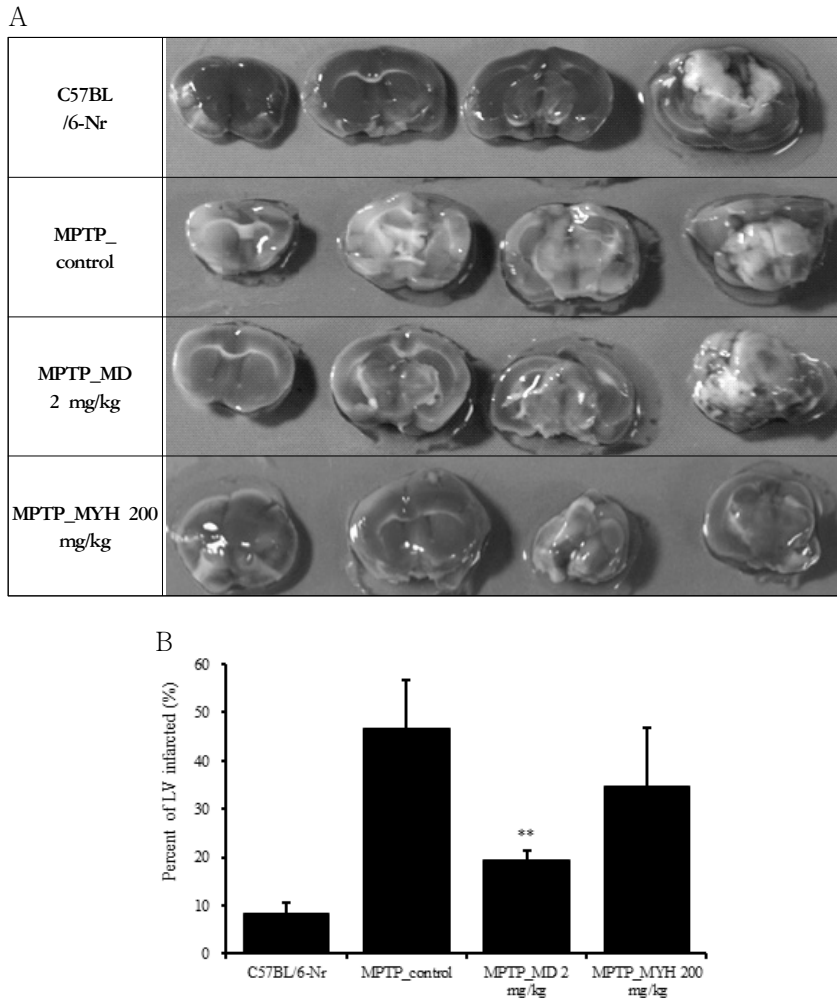 A
C57BL
/6-Nr
MPTP_
control
MPTP_MD
2 mg/kg
MPTP_MYH 200
mg/kg
B
Percent of LV infarcted (%)
60
50
40
30
20
10
0
**
C57BL/6-Nr
MPTP_control
MPTP_MD 2
mg/kg
MPTP_MYH 200
mg/kg